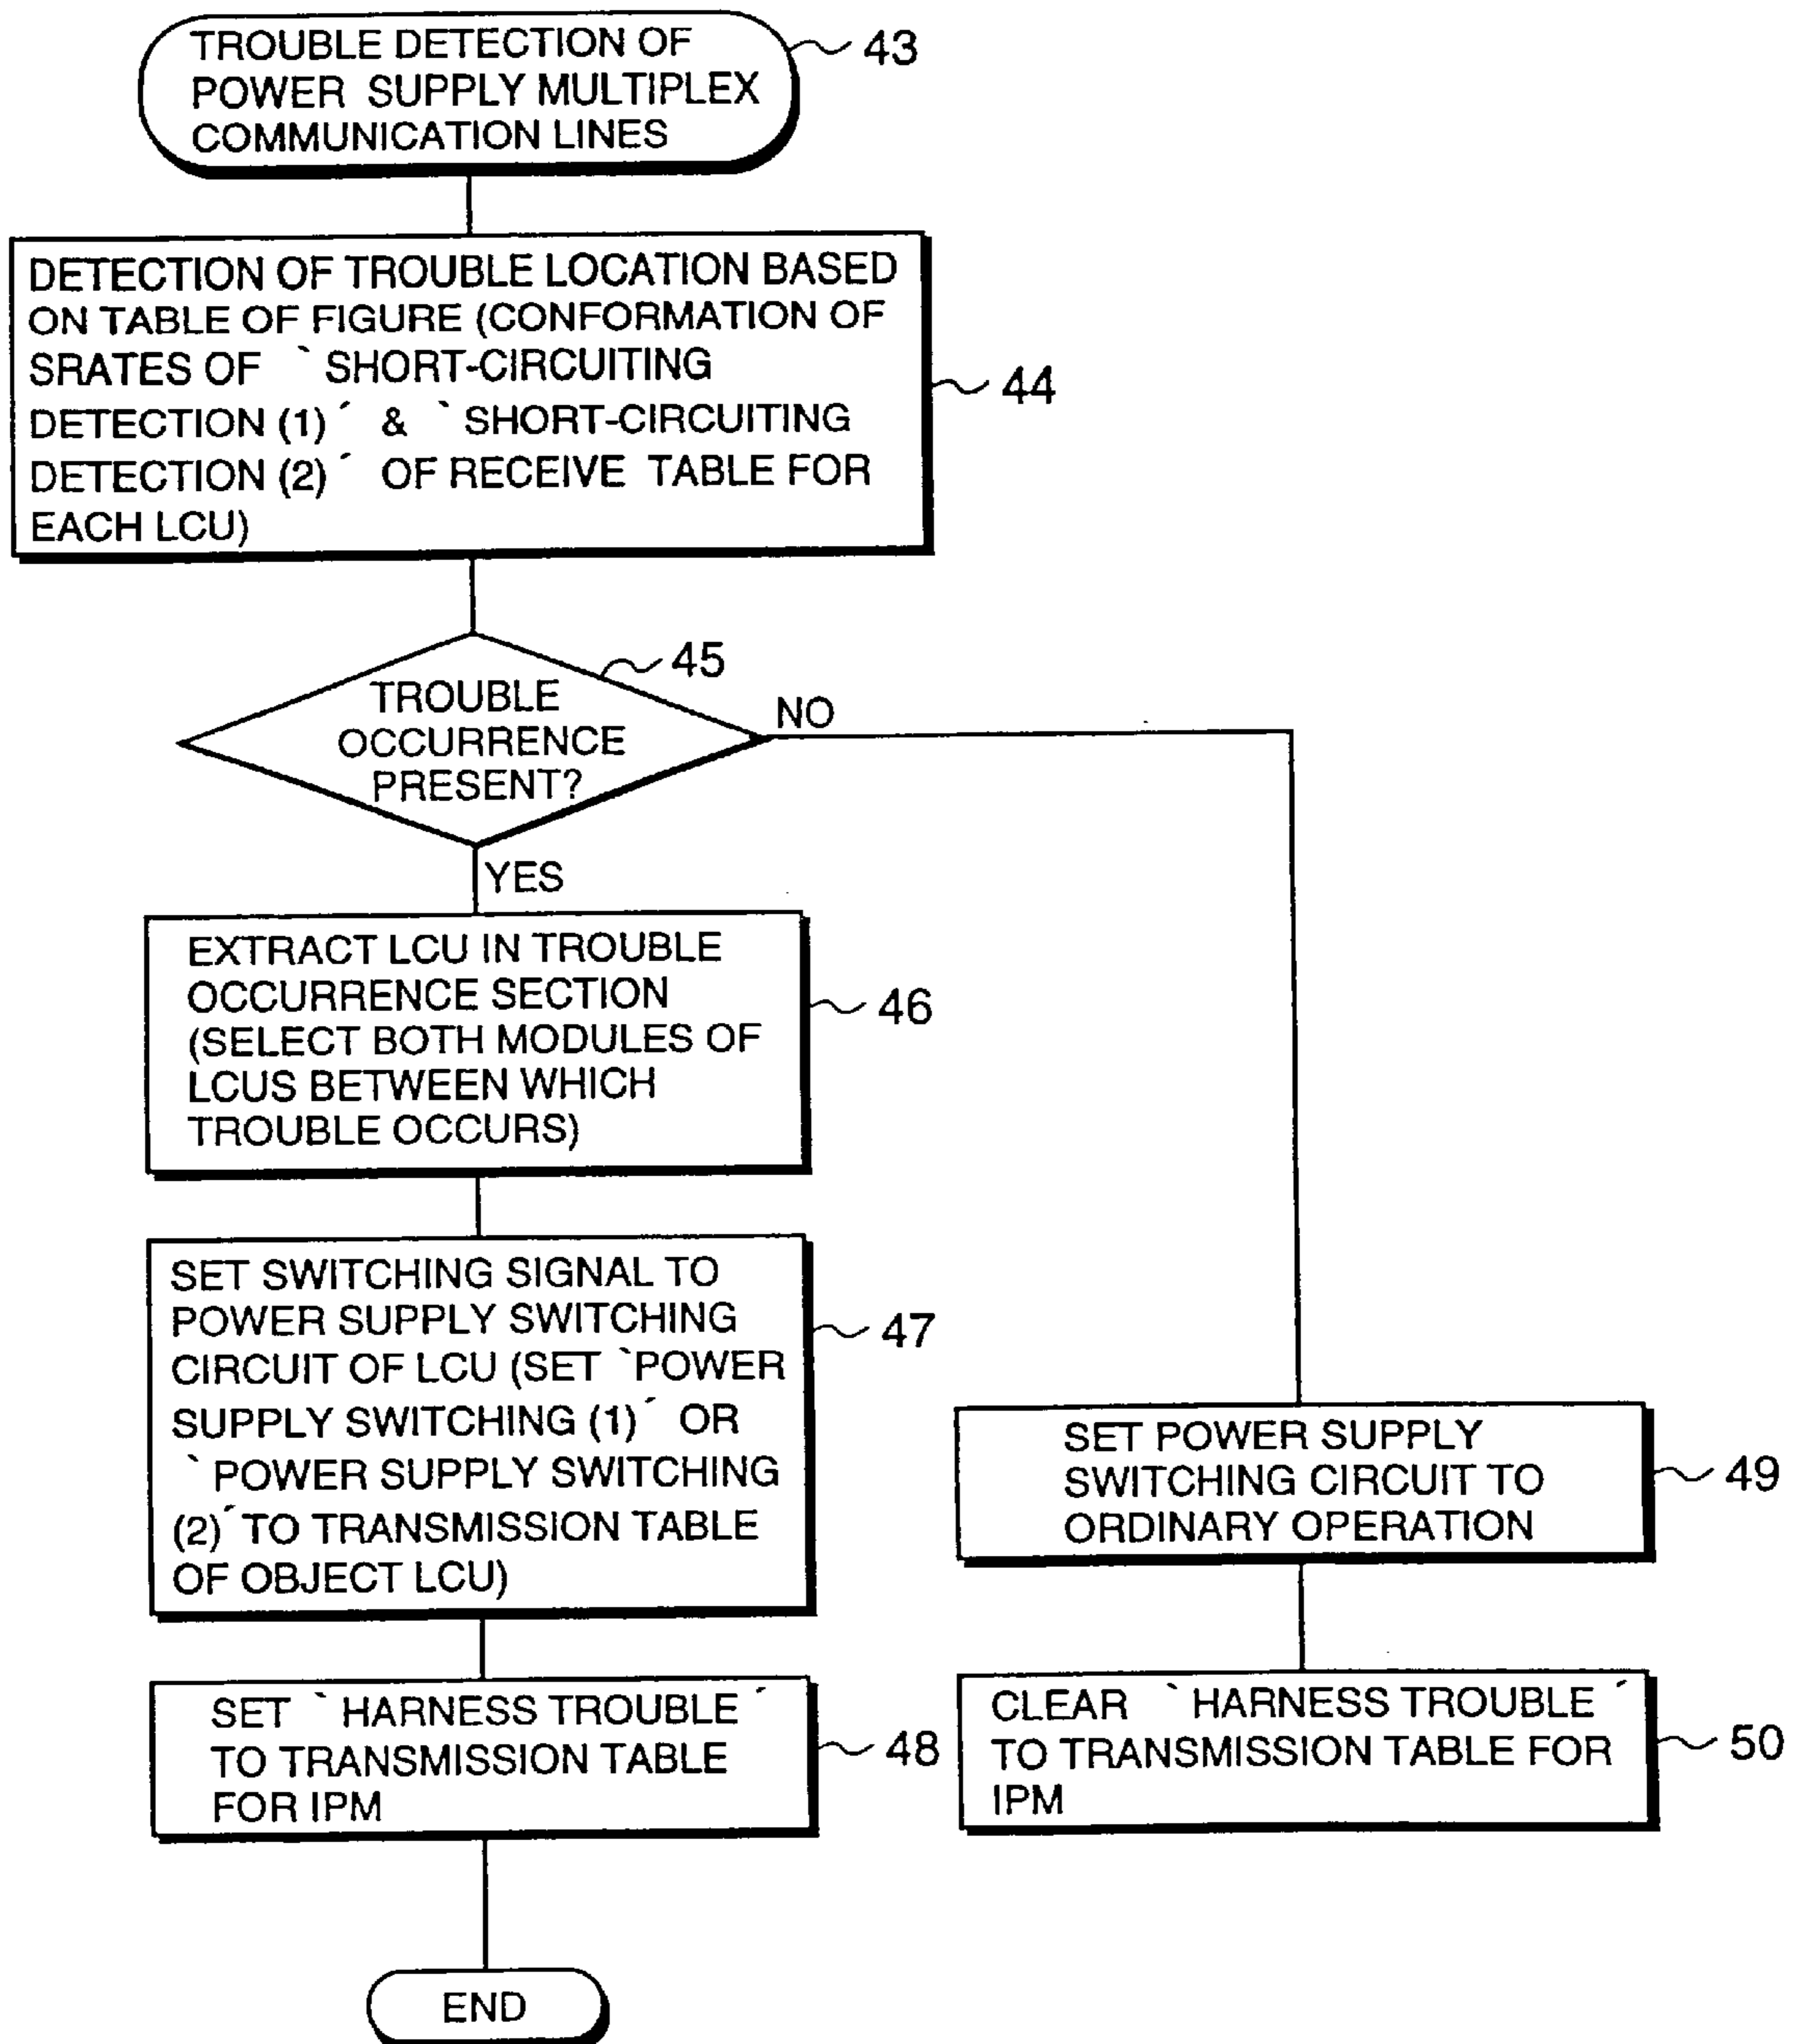 TROUBLE DETECTION OF
POWER SUPPLY MULTIPLEX
COMMUNICATION LINES
43
DETECTION OF TROUBLE LOCATION BASED
ON TABLE OF FIGURE (CONFORMATION OF
SRATES OF `SHORT-CIRCUITING
DETECTION (1)´ & `SHORT-CIRCUITING
DETECTION (2)´ OF RECEIVE TABLE FOR
EACH LCU)
44
45
TROUBLE
OCCURRENCE
PRESENT?
NO
YES
EXTRACT LCU IN TROUBLE
OCCURRENCE SECTION
(SELECT BOTH MODULES OF
LCUS BETWEEN WHICH
TROUBLE OCCURS)
46
SET SWITCHING SIGNAL TO
POWER SUPPLY SWITCHING
CIRCUIT OF LCU (SET `POWER
SUPPLY SWITCHING (1)´ OR
`POWER SUPPLY SWITCHING
(2)´ TO TRANSMISSION TABLE
OF OBJECT LCU)
47
SET POWER SUPPLY
SWITCHING CIRCUIT TO
ORDINARY OPERATION
49
SET `HARNESS TROUBLE´
TO TRANSMISSION TABLE
FOR IPM
48
CLEAR `HARNESS TROUBLE´
TO TRANSMISSION TABLE FOR
IPM
50
END